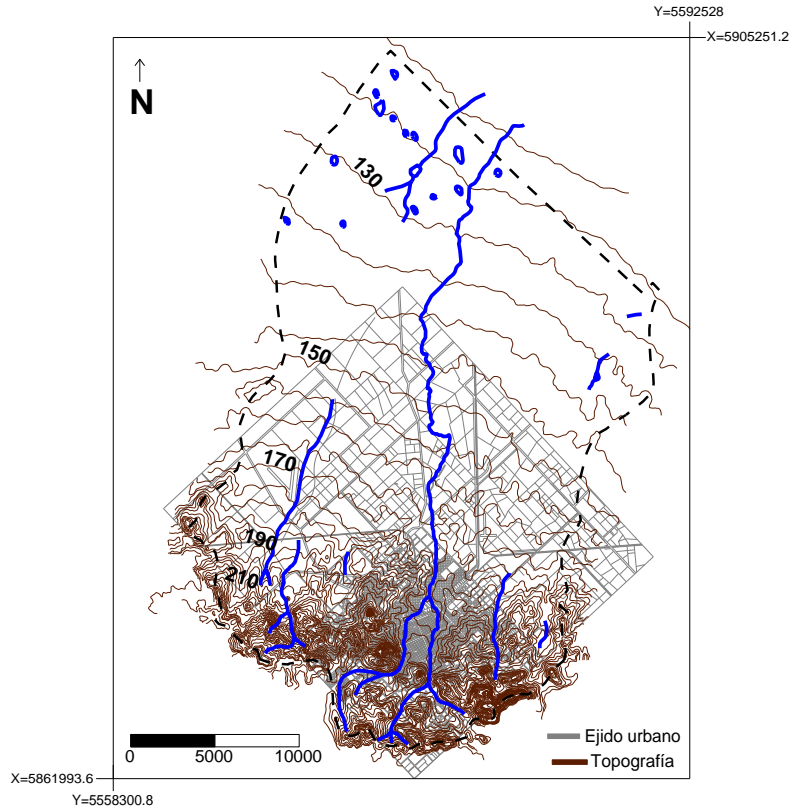 Y=5592528
X=5905251.2
N
130
150
170
190
210
0 5000 10000
Ejido urbano
Topografía
X=5861993.6
Y=5558300.8